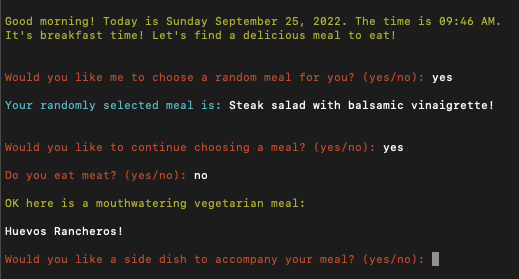 Good morning! Today is Sunday September 25, 2022. The time is 09:46 AM.
It's breakfast time! Let's find a delicious meal to eat!
Would you like me to choose a random meal for you? (yes/no): yes
Your randomly selected meal is: Steak salad with balsamic vinaigrette!
Would you like to continue choosing a meal? (yes/no): yes
Do you eat meat? (yes/no): no
OK here is a mouthwatering vegetarian meal:
Huevos Rancheros!
Would you like a side dish to accompany your meal? (yes/no):